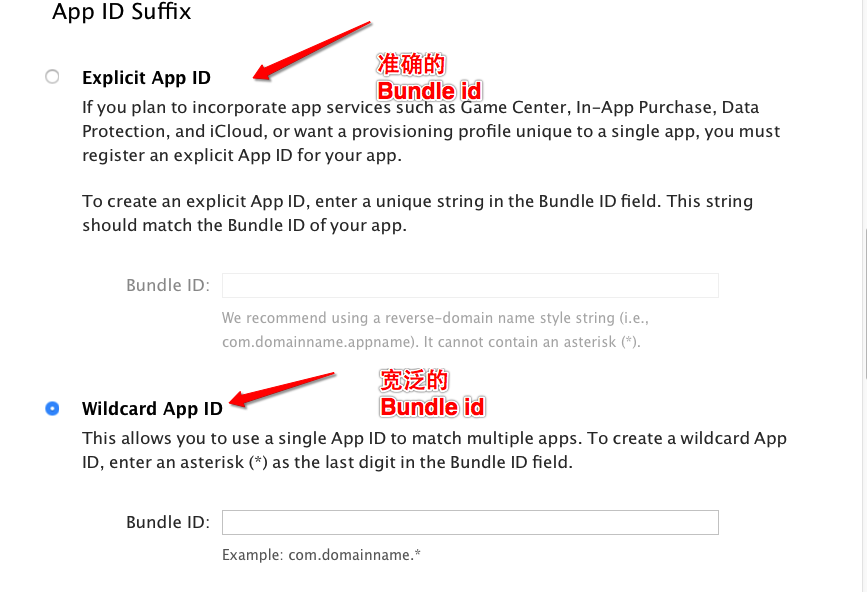 App ID Suffix
准确的
Bundle id
Explicit App ID
If you plan to incorporate app services such as Game Center, In-App Purchase, Data
Protection, and iCloud, or want a provisioning profile unique to a single app, you must
register an explicit App ID for your app.
To create an explicit App ID, enter a unique string in the Bundle ID field. This string
should match the Bundle ID of your app.
Bundle ID:
We recommend using a reverse-domain name style string (i.e.,
com.domainname.appname). It cannot contain an asterisk (*).
宽泛的
Bundle id
Wildcard App ID
This allows you to use a single App ID to match multiple apps. To create a wildcard App
ID, enter an asterisk (*) as the last digit in the Bundle ID field.
Bundle ID:
Example: com.domainname.*